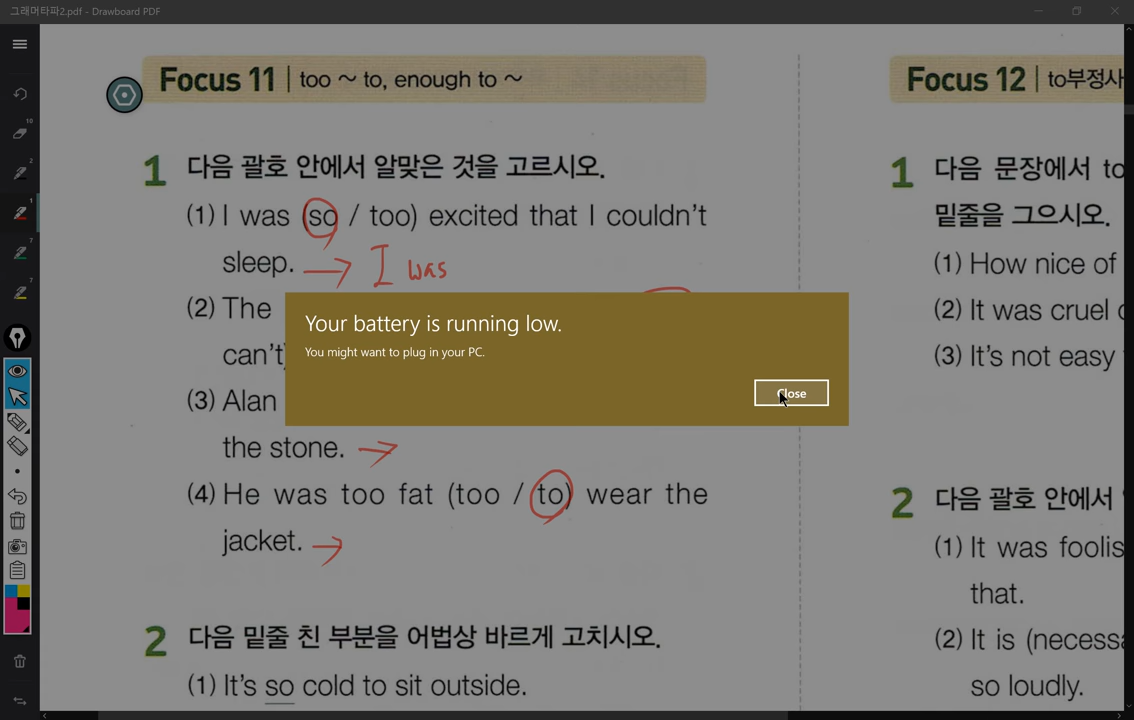 그래머타파2.pdf - Drawboard PDF
Focus 11 | too ~ to, enough to ~
1 다음 괄호 안에서 알맞은 것을 고르시오.
(1) I was (so / too) excited that I couldn't
sleep. → I was
(2) The
can't)
(3) Alan
the stone. →
(4) He was too fat (too / to) wear the
jacket. →
2 다음 밑줄 친 부분을 어법상 바르게 고치시오.
(1) It's so cold to sit outside.
Your battery is running low.
You might want to plug in your PC.
Close
Focus 12 | to부정사
1 다음 문장에서 to
밑줄을 그으시오.
(1) How nice of
(2) It was cruel
(3) It's not easy
2 다음 괄호 안에서
(1) It was foolis
that.
(2) It is (necess
so loudly.
10
2
1
7
7